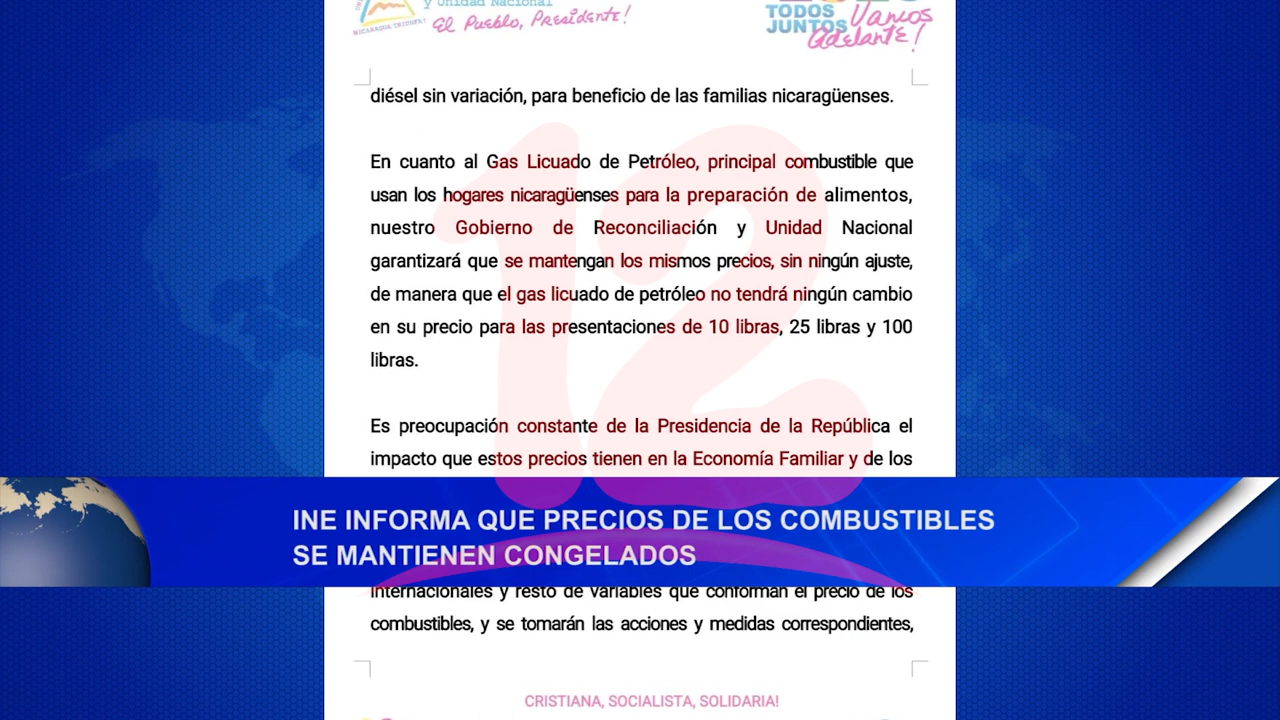 y Unidad Nacional
El Pueblo, Presidente!
NICARAGUA TRIUNFA!
TODOS
JUNTOS Vamos
Adelante!
diésel sin variación, para beneficio de las familias nicaragüenses.
En cuanto al Gas Licuado de Petróleo, principal combustible que
usan los hogares nicaragüenses para la preparación de alimentos,
nuestro Gobierno de Reconciliación y Unidad Nacional
garantizará que se mantengan los mismos precios, sin ningún ajuste,
de manera que el gas licuado de petróleo no tendrá ningún cambio
en su precio para las presentaciones de 10 libras, 25 libras y 100
libras.
Es preocupación constante de la Presidencia de la República el
impacto que estos precios tienen en la Economía Familiar y de los
12
INE INFORMA QUE PRECIOS DE LOS COMBUSTIBLES
SE MANTIENEN CONGELADOS
internacionales y resto de variables que conforman el precio de los
combustibles, y se tomarán las acciones y medidas correspondientes,
CRISTIANA, SOCIALISTA, SOLIDARIA!